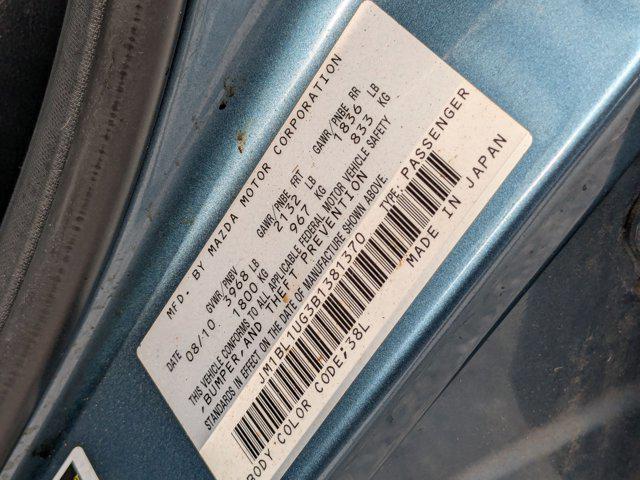 MFD. BY MAZDA MOTOR CORPORATION
DATE GVWR/PNBV GAWR/PNBE FRT GAWR/PNBE RR
08/10 3968 LB 2132 LB 1836 LB
1800 KG 967 KG 833 KG
THIS VEHICLE CONFORMS TO ALL APPLICABLE FEDERAL MOTOR VEHICLE SAFETY
,BUMPER, AND THEFT PREVENTION
STANDARDS IN EFFECT ON THE DATE OF MANUFACTURE SHOWN ABOVE.
JM1BL1UG3B1381370 TYPE: PASSENGER
BODY COLOR CODE;38L MADE IN JAPAN